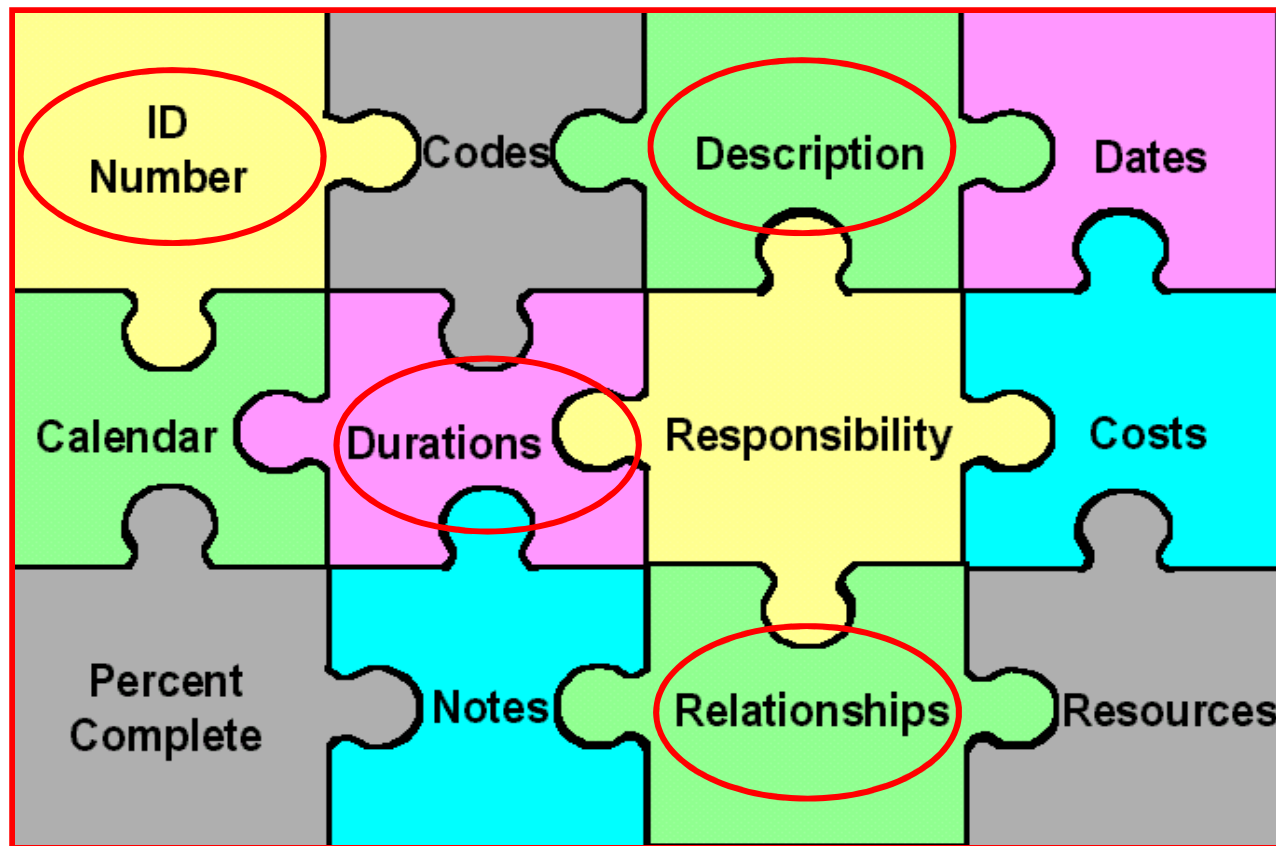 ID
Number
Codes
Description
Dates
Calendar
Durations
Responsibility
Costs
Percent
Complete
Notes
Relationships
Resources